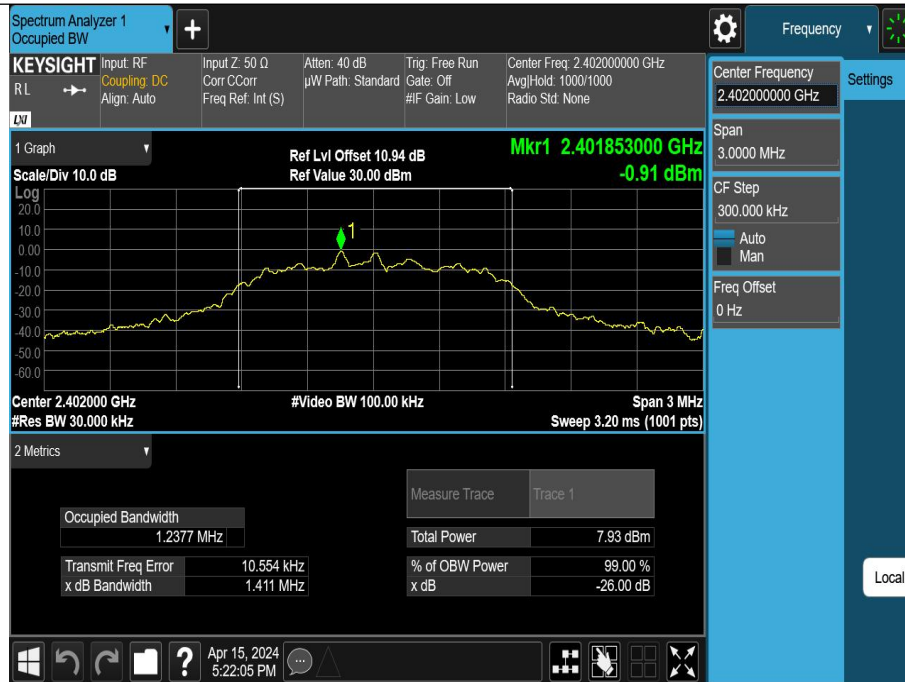 Spectrum Analyzer 1
Occupied BW
+
Frequency
KEYSIGHT
RL
LXI
Input: RF
Coupling: DC
Align: Auto
Input Z: 50 Ω
Corr CCorr
Freq Ref: Int (S)
Atten: 40 dB
µW Path: Standard
Trig: Free Run
Gate: Off
#IF Gain: Low
Center Freq: 2.402000000 GHz
Avg|Hold: 1000/1000
Radio Std: None
Center Frequency
2.402000000 GHz
Settings
Span
3.0000 MHz
CF Step
300.000 kHz
Auto
Man
Freq Offset
0 Hz
Local
1 Graph
Scale/Div 10.0 dB
Ref Lvl Offset 10.94 dB
Ref Value 30.00 dBm
Mkr1 2.401853000 GHz
-0.91 dBm
Log
20.0
10.0
0.00
-10.0
-20.0
-30.0
-40.0
-50.0
-60.0
1
Center 2.402000 GHz
#Res BW 30.000 kHz
#Video BW 100.00 kHz
Span 3 MHz
Sweep 3.20 ms (1001 pts)
2 Metrics
Measure Trace Trace 1
Occupied Bandwidth
1.2377 MHz
Total Power 7.93 dBm
Transmit Freq Error 10.554 kHz
% of OBW Power 99.00 %
x dB Bandwidth 1.411 MHz
x dB -26.00 dB
?
Apr 15, 2024
5:22:05 PM